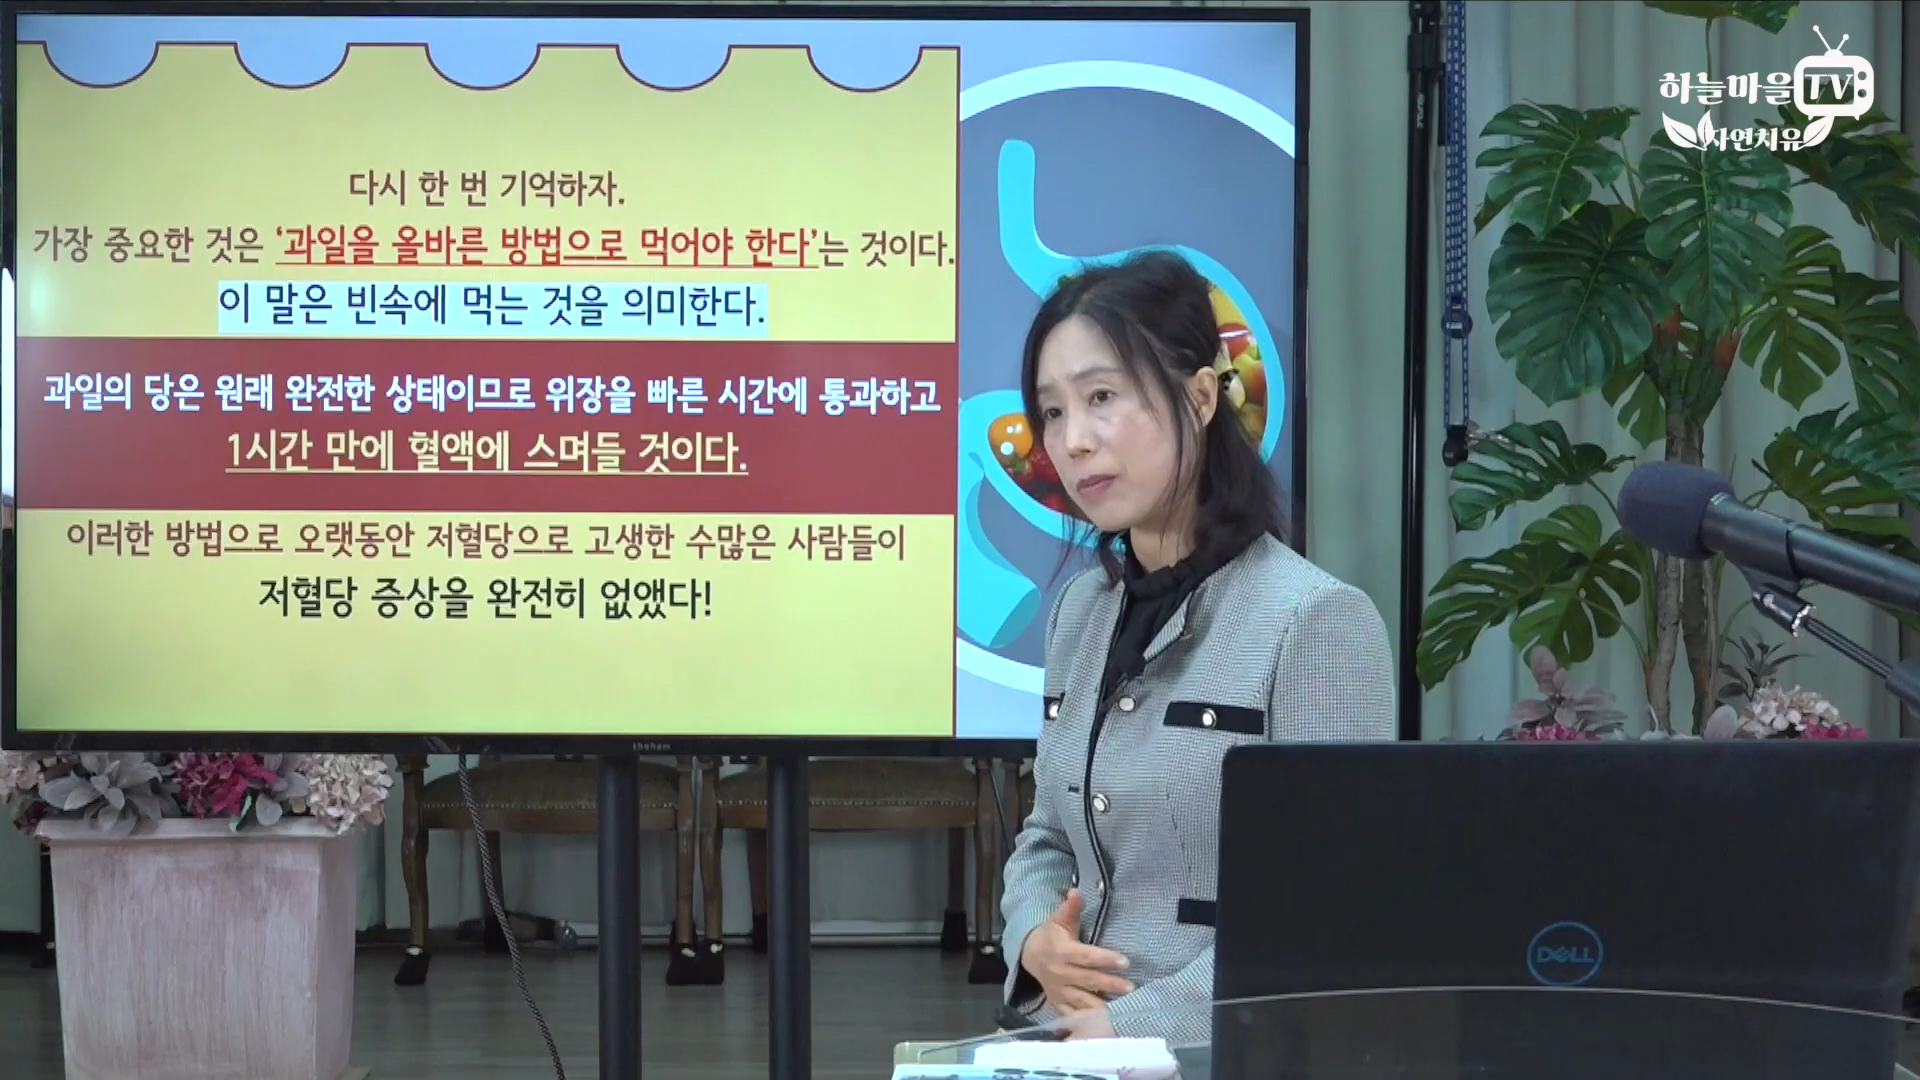 다시 한 번 기억하자.
가장 중요한 것은 '과일을 올바른 방법으로 먹어야 한다'는 것이다.
이 말은 빈속에 먹는 것을 의미한다.
과일의 당은 원래 완전한 상태이므로 위장을 빠른 시간에 통과하고
1시간 만에 혈액에 스며들 것이다.
이러한 방법으로 오랫동안 저혈당으로 고생한 수많은 사람들이
저혈당 증상을 완전히 없앴다!
하늘마을 TV
자연치유
theham
DELL